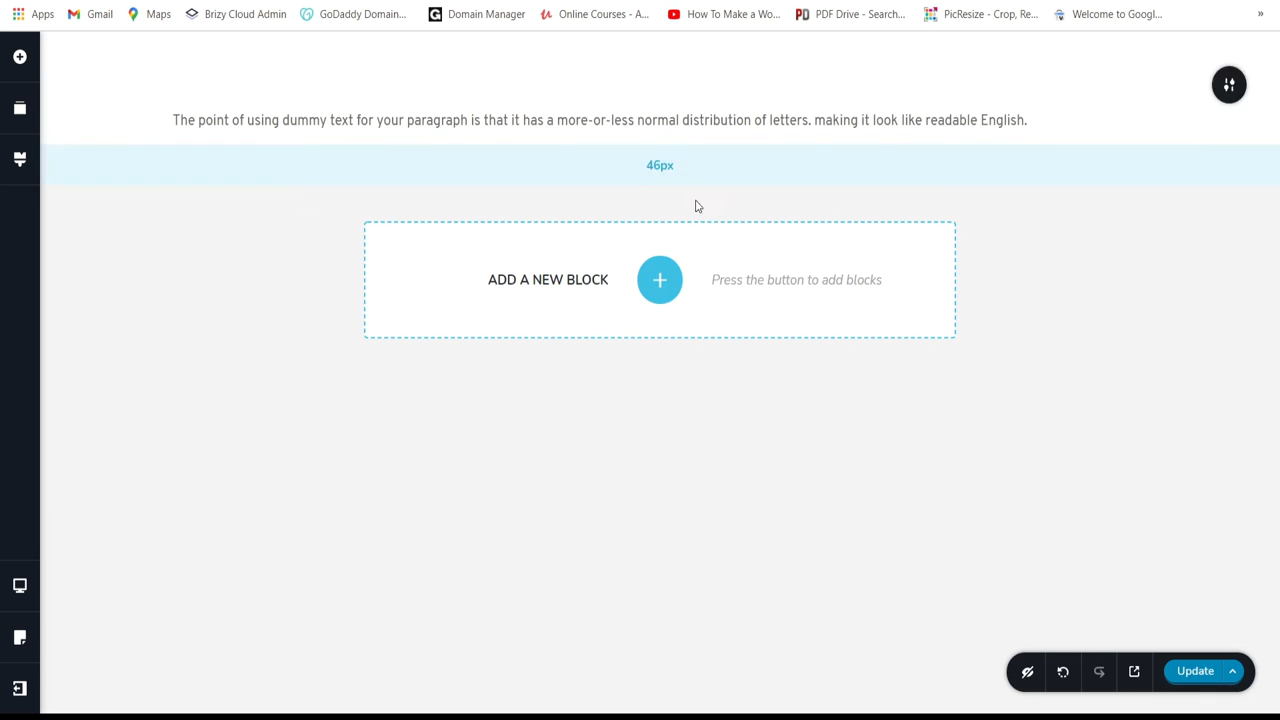 Apps Gmail Maps Brizy Cloud Admin GoDaddy Domain... Domain Manager Online Courses - A... How To Make a Wo... PDF Drive - Search... PicResize - Crop, Re... Welcome to Googl... »
The point of using dummy text for your paragraph is that it has a more-or-less normal distribution of letters. making it look like readable English.
46px
ADD A NEW BLOCK Press the button to add blocks
Update